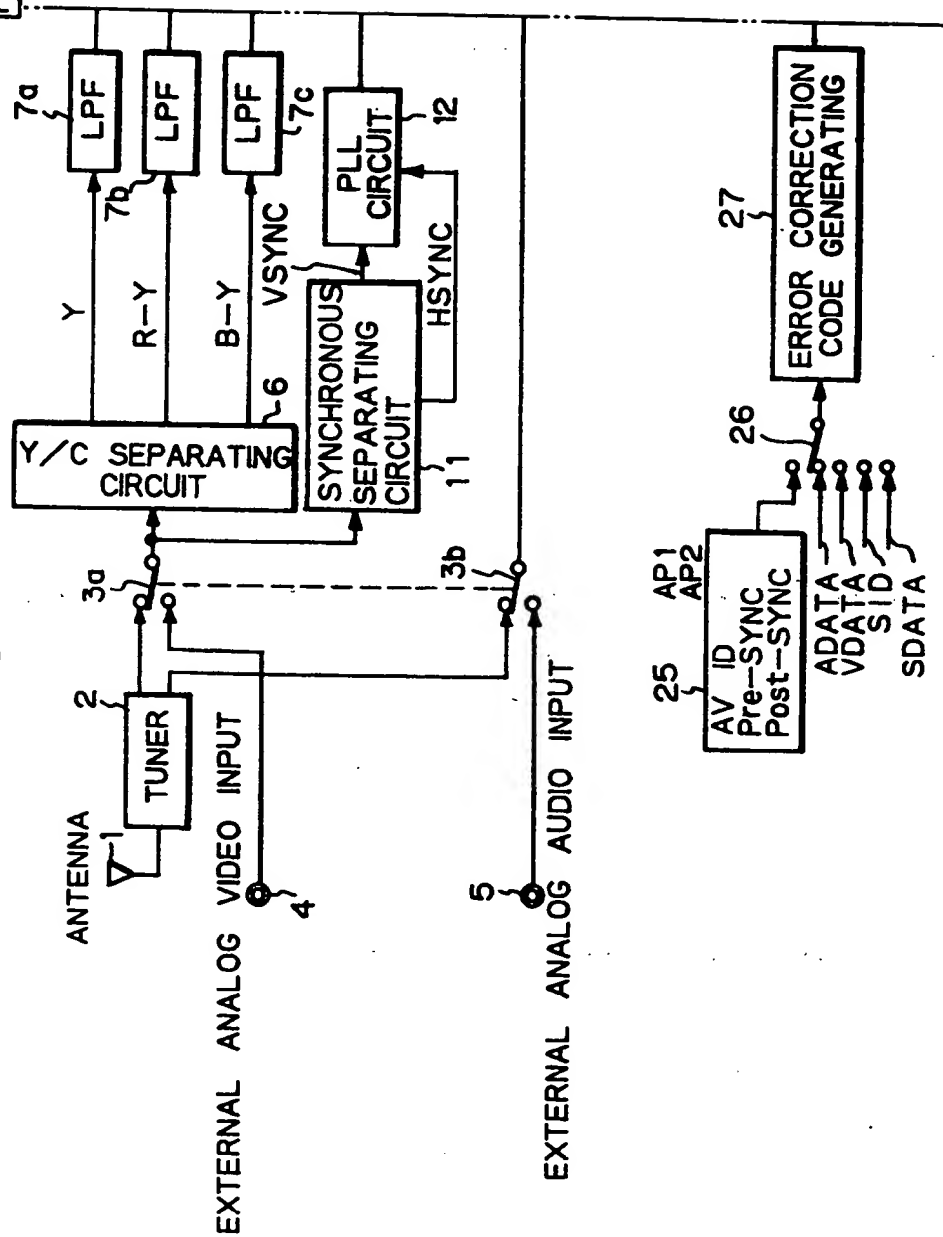 ANTENNA
1
2
TUNER
3a
EXTERNAL ANALOG VIDEO INPUT
4
Y/C SEPARATING
CIRCUIT
6
Y
R-Y
B-Y
7a
LPF
7b
LPF
LPF
7c
SYNCHRONOUS
SEPARATING
CIRCUIT
11
VSYNC
HSYNC
PLL
CIRCUIT
12
3b
EXTERNAL ANALOG AUDIO INPUT
5
25
AV ID
Pre-SYNC
Post-SYNC
AP1
AP2
ADATA
VDATA
SID
SDATA
26
27
ERROR CORRECTION
CODE GENERATING